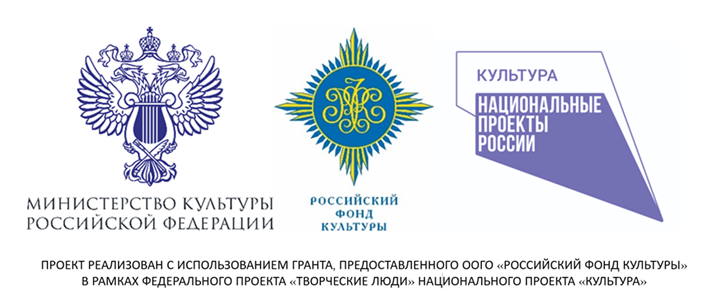 МИНИСТЕРСТВО КУЛЬТУРЫ
РОССИЙСКОЙ ФЕДЕРАЦИИ
РОССИЙСКИЙ
ФОНД
КУЛЬТУРЫ
КУЛЬТУРА
НАЦИОНАЛЬНЫЕ
ПРОЕКТЫ
РОССИИ
ПРОЕКТ РЕАЛИЗОВАН С ИСПОЛЬЗОВАНИЕМ ГРАНТА, ПРЕДОСТАВЛЕННОГО ООГО «РОССИЙСКИЙ ФОНД КУЛЬТУРЫ»
В РАМКАХ ФЕДЕРАЛЬНОГО ПРОЕКТА «ТВОРЧЕСКИЕ ЛЮДИ» НАЦИОНАЛЬНОГО ПРОЕКТА «КУЛЬТУРА»